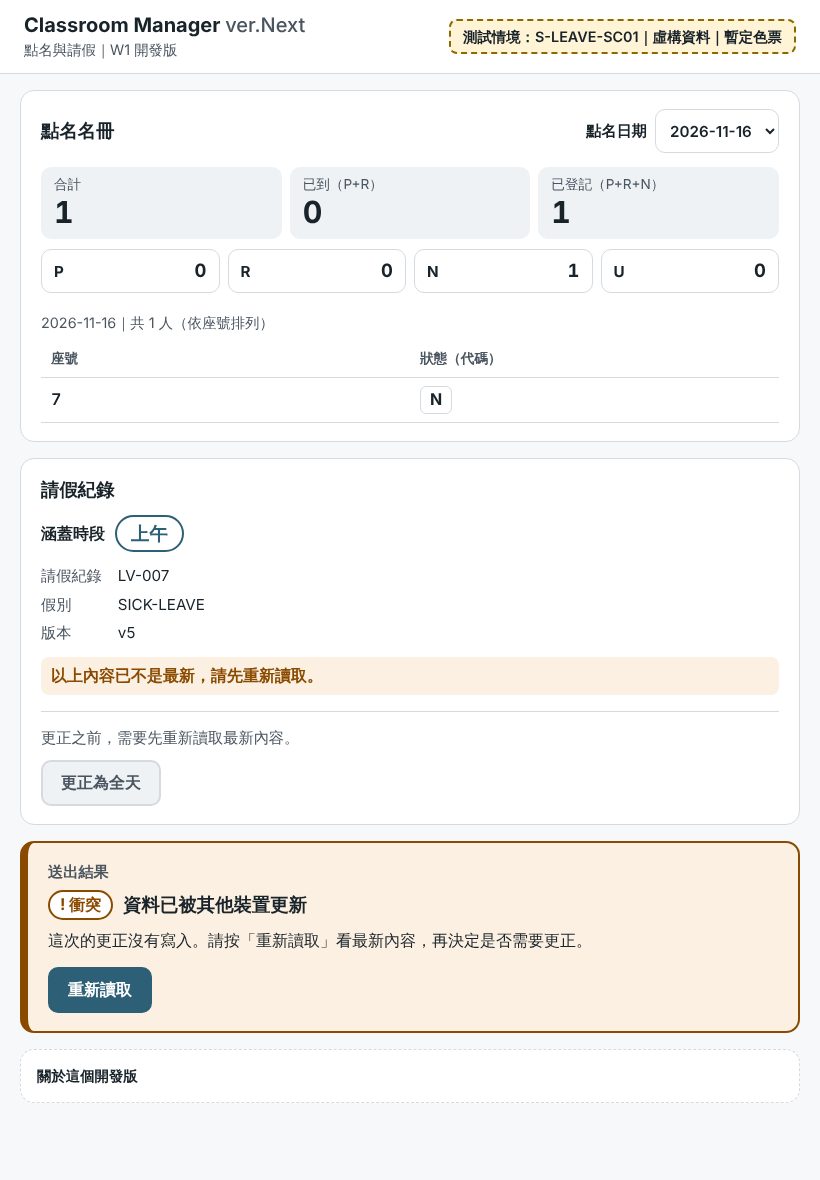 Classroom Manager ver.Next
點名與請假｜W1 開發版
測試情境：S-LEAVE-SC01｜虛構資料｜暫定色票
點名名冊
點名日期 2026-11-16
合計 已到（P+R） 已登記（P+R+N）
1 0 1
P 0 R 0 N 1 U 0
2026-11-16｜共 1 人（依座號排列）
座號 狀態（代碼）
7 N
請假紀錄
涵蓋時段 上午
請假紀錄 LV-007
假別 SICK-LEAVE
版本 v5
以上內容已不是最新，請先重新讀取。
更正之前，需要先重新讀取最新內容。
更正為全天
送出結果
! 衝突 資料已被其他裝置更新
這次的更正沒有寫入。請按「重新讀取」看最新內容，再決定是否需要更正。
重新讀取
關於這個開發版